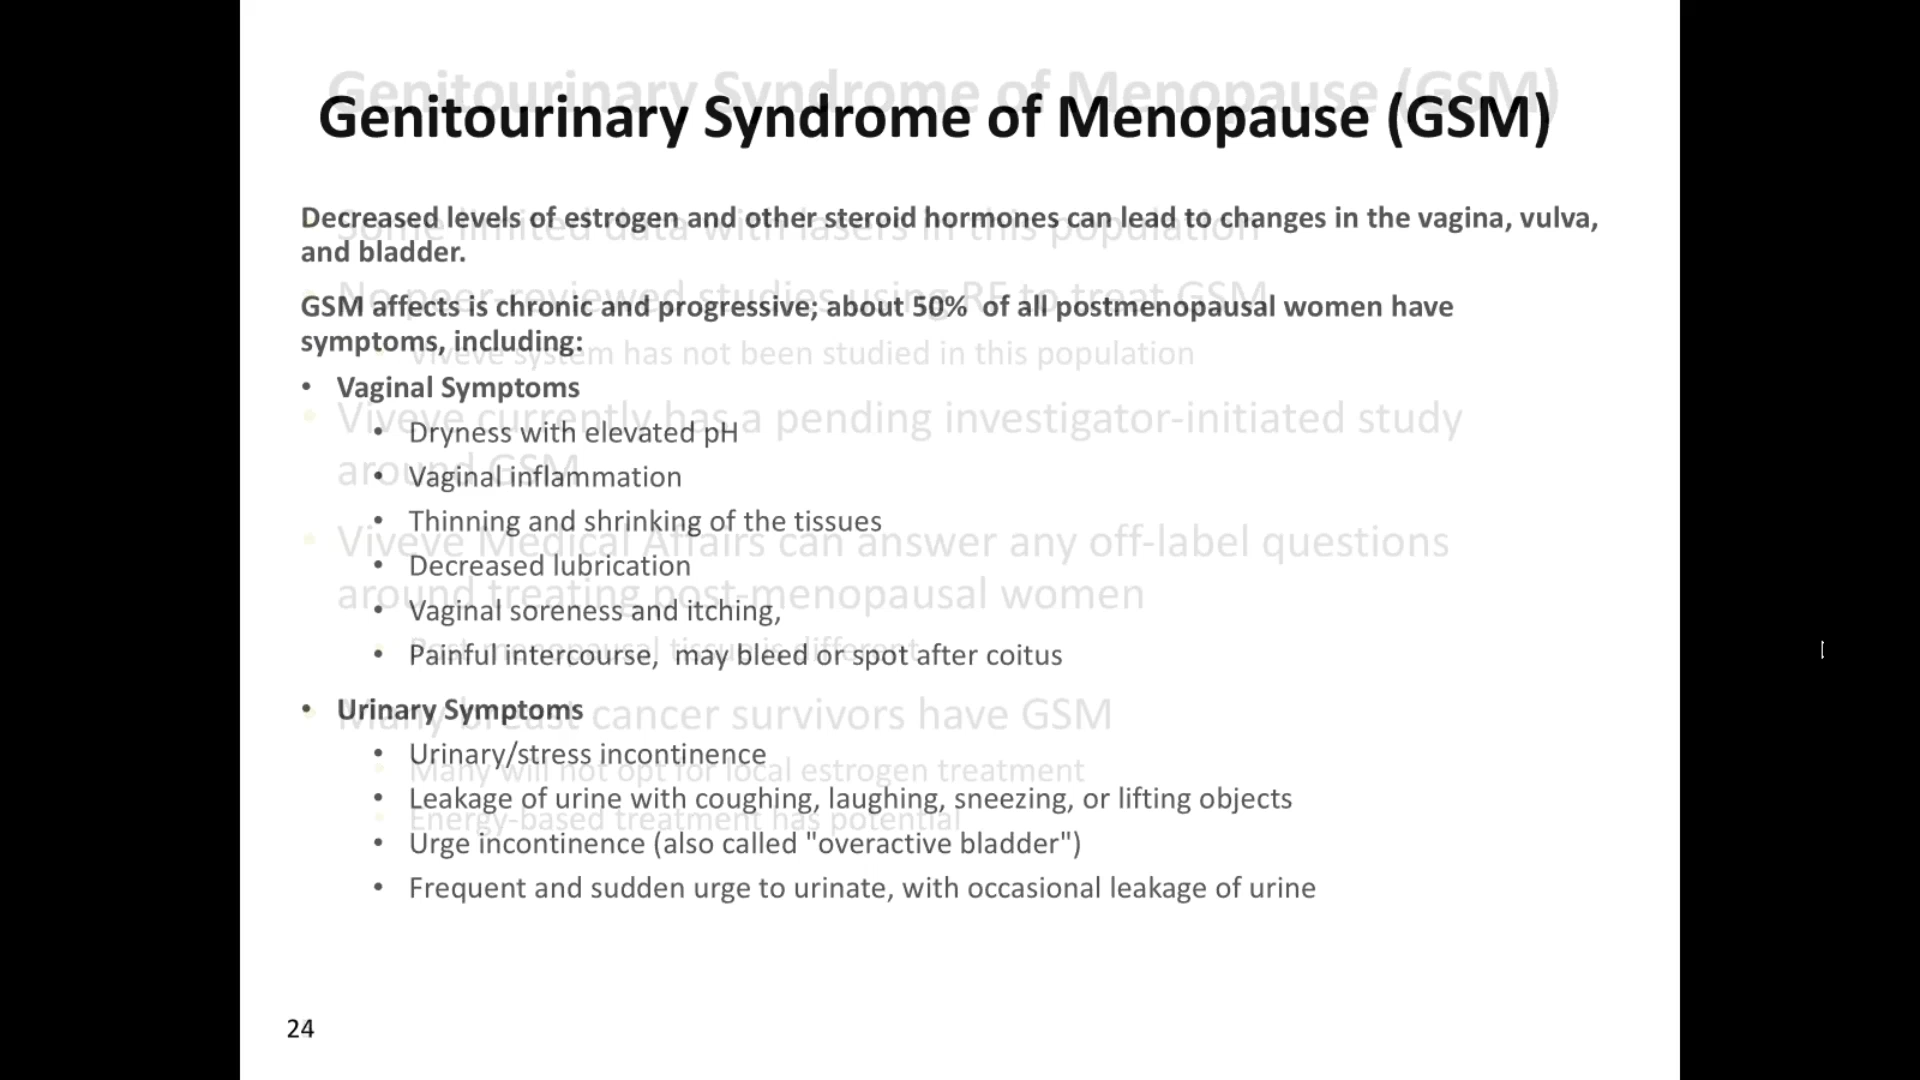 Genitourinary Syndrome of Menopause (GSM)
Genitourinary Syndrome of Menopause (GSM)
Decreased levels of estrogen and other steroid hormones can lead to changes in the vagina, vulva,
and bladder.
GSM affects is chronic and progressive; about 50%  of all postmenopausal women have
symptoms, including:
• Vaginal Symptoms
• Dryness with elevated pH
• Vaginal inflammation
• Thinning and shrinking of the tissues
• Decreased lubrication
• Vaginal soreness and itching,
• Painful intercourse,  may bleed or spot after coitus
• Urinary Symptoms
• Urinary/stress incontinence
• Leakage of urine with coughing, laughing, sneezing, or lifting objects
• Urge incontinence (also called "overactive bladder")
• Frequent and sudden urge to urinate, with occasional leakage of urine
• Some limited data with lasers in this population
• No peer-reviewed studies using RF to treat GSM
• Viveve system has not been studied in this population
• Viveve currently has a pending investigator-initiated study
around GSM
• Viveve Medical Affairs can answer any off-label questions
around treating post-menopausal women
• Post-menopausal tissue is different
• Many breast cancer survivors have GSM
• Many will not opt for local estrogen treatment
• Energy-based treatment has potential
24